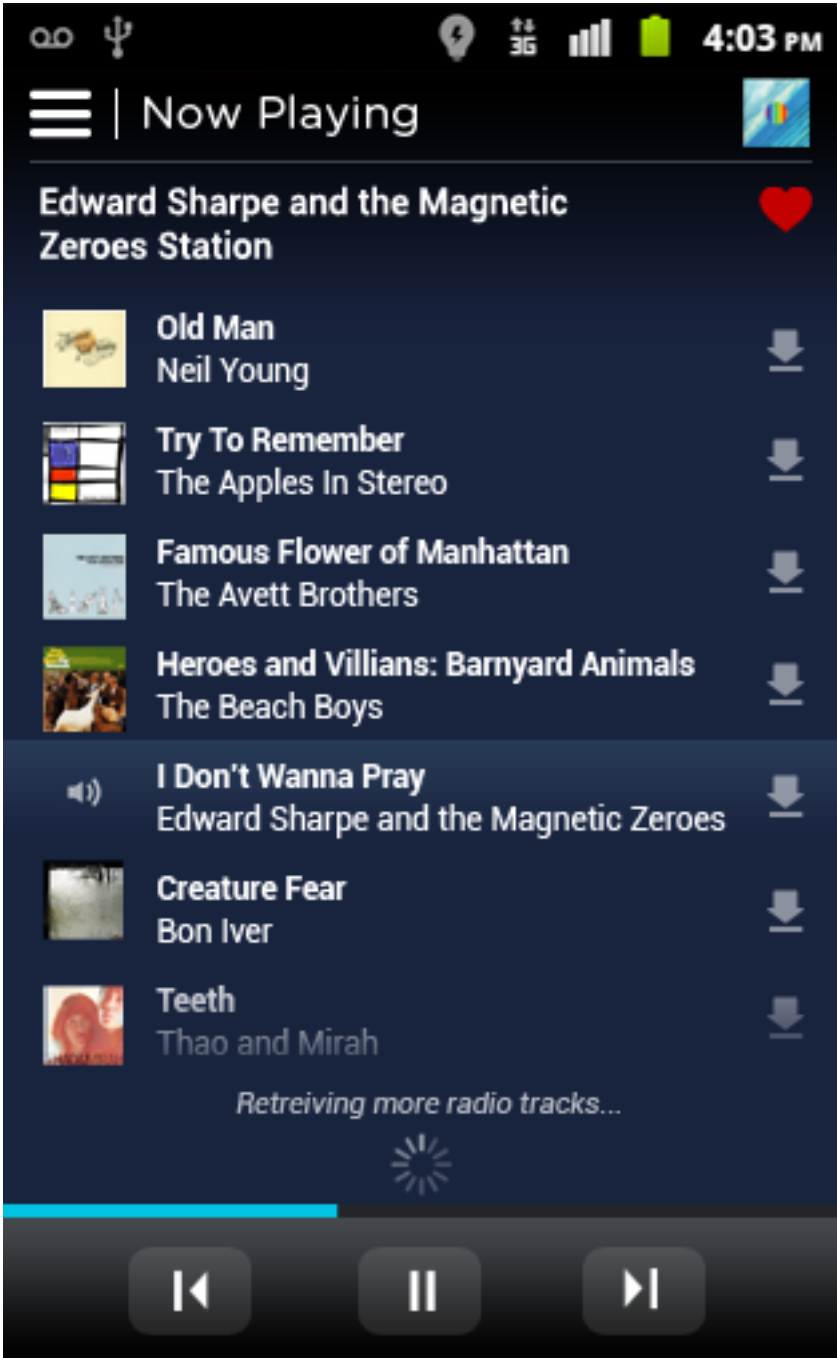 3G 4:03 PM
Now Playing
Edward Sharpe and the Magnetic
Zeroes Station
Old Man
Neil Young
Try To Remember
The Apples In Stereo
Famous Flower of Manhattan
The Avett Brothers
Heroes and Villians: Barnyard Animals
The Beach Boys
I Don't Wanna Pray
Edward Sharpe and the Magnetic Zeroes
Creature Fear
Bon Iver
Teeth
Thao and Mirah
Retreiving more radio tracks...